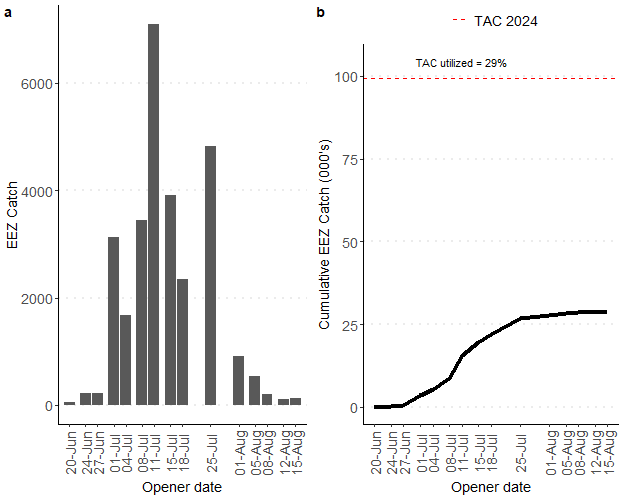 a
EEZ Catch
6000
4000
2000
0
20-Jun
24-Jun
27-Jun
01-Jul
04-Jul
08-Jul
11-Jul
15-Jul
18-Jul
25-Jul
01-Aug
05-Aug
08-Aug
12-Aug
15-Aug
Opener date
b
TAC 2024
TAC utilized = 29%
Cumulative EEZ Catch (000's)
100
75
50
25
0
20-Jun
24-Jun
27-Jun
01-Jul
04-Jul
08-Jul
11-Jul
15-Jul
18-Jul
25-Jul
01-Aug
05-Aug
08-Aug
12-Aug
15-Aug
Opener date